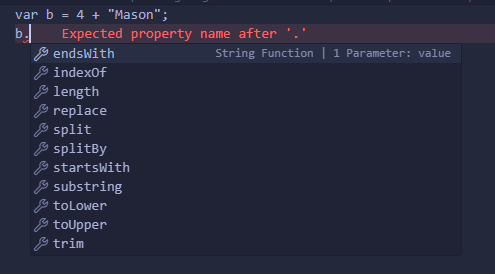 var b = 4 + "Mason";
b. Expected property name after '.'
endsWith String Function | 1 Parameter: value
indexOf
length
replace
split
splitBy
startsWith
substring
toLower
toUpper
trim